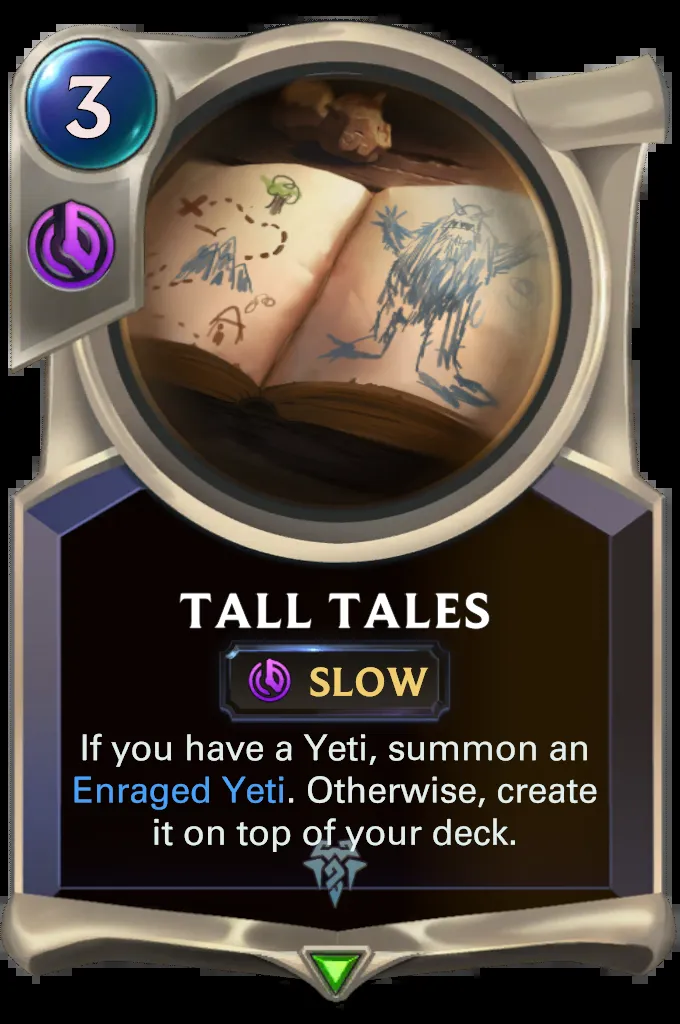 3
TALL TALES
SLOW
If you have a Yeti, summon an
Enraged Yeti. Otherwise, create
it on top of your deck.